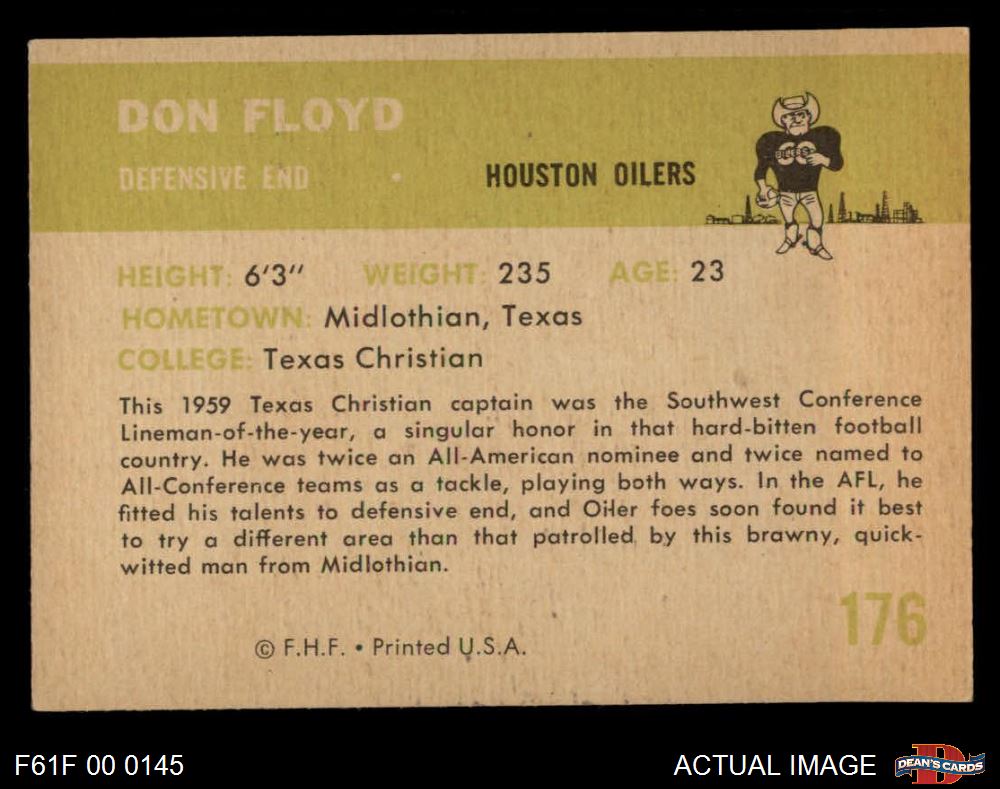 DON FLOYD
DEFENSIVE END • HOUSTON OILERS
HEIGHT: 6'3" WEIGHT: 235 AGE: 23
HOMETOWN: Midlothian, Texas
COLLEGE: Texas Christian
This 1959 Texas Christian captain was the Southwest Conference
Lineman-of-the-year, a singular honor in that hard-bitten football
country. He was twice an All-American nominee and twice named to
All-Conference teams as a tackle, playing both ways. In the AFL, he
fitted his talents to defensive end, and Oiler foes soon found it best
to try a different area than that patrolled by this brawny, quick-
witted man from Midlothian.
176
© F.H.F. • Printed U.S.A.
F61F 00 0145
ACTUAL IMAGE
D
DEAN'S CARDS